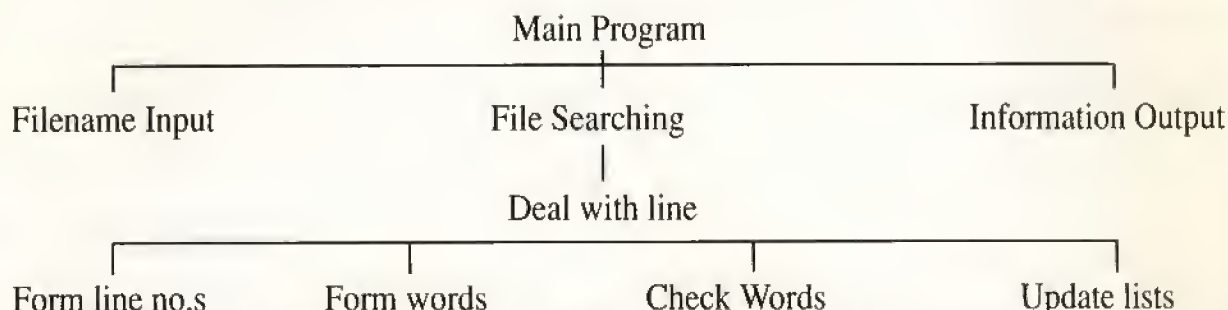 Main Program
Filename Input File Searching Information Output
Deal with line
Form line no.s Form words Check Words Update lists